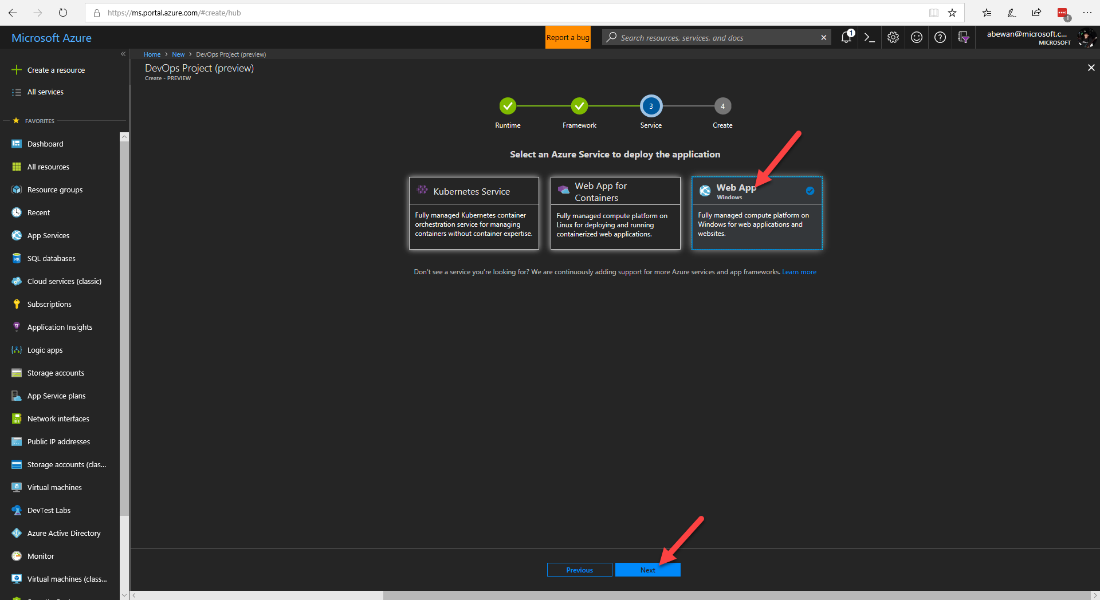 https://ms.portal.azure.com/#create/hub
Microsoft Azure
Report a bug
Search resources, services, and docs
1
abewan@microsoft.c...
MICROSOFT
Create a resource
All services
FAVORITES
Dashboard
All resources
Resource groups
Recent
App Services
SQL databases
Cloud services (classic)
Subscriptions
Application Insights
Logic apps
Storage accounts
App Service plans
Network interfaces
Public IP addresses
Storage accounts (clas...
Virtual machines
DevTest Labs
Azure Active Directory
Monitor
Virtual machines (class...
Home > New > DevOps Project (preview)
DevOps Project (preview)
Create - PREVIEW
3
4
Runtime
Framework
Service
Create
Select an Azure Service to deploy the application
Kubernetes Service
Fully managed Kubernetes container
orchestration service for managing
containers without container expertise.
Web App for
Containers
Fully managed compute platform on
Linux for deploying and running
containerized web applications.
Web App
Windows
Fully managed compute platform on
Windows for web applications and
websites.
Don't see a service you're looking for? We are continuously adding support for more Azure services and app frameworks. Learn more
Previous
Next